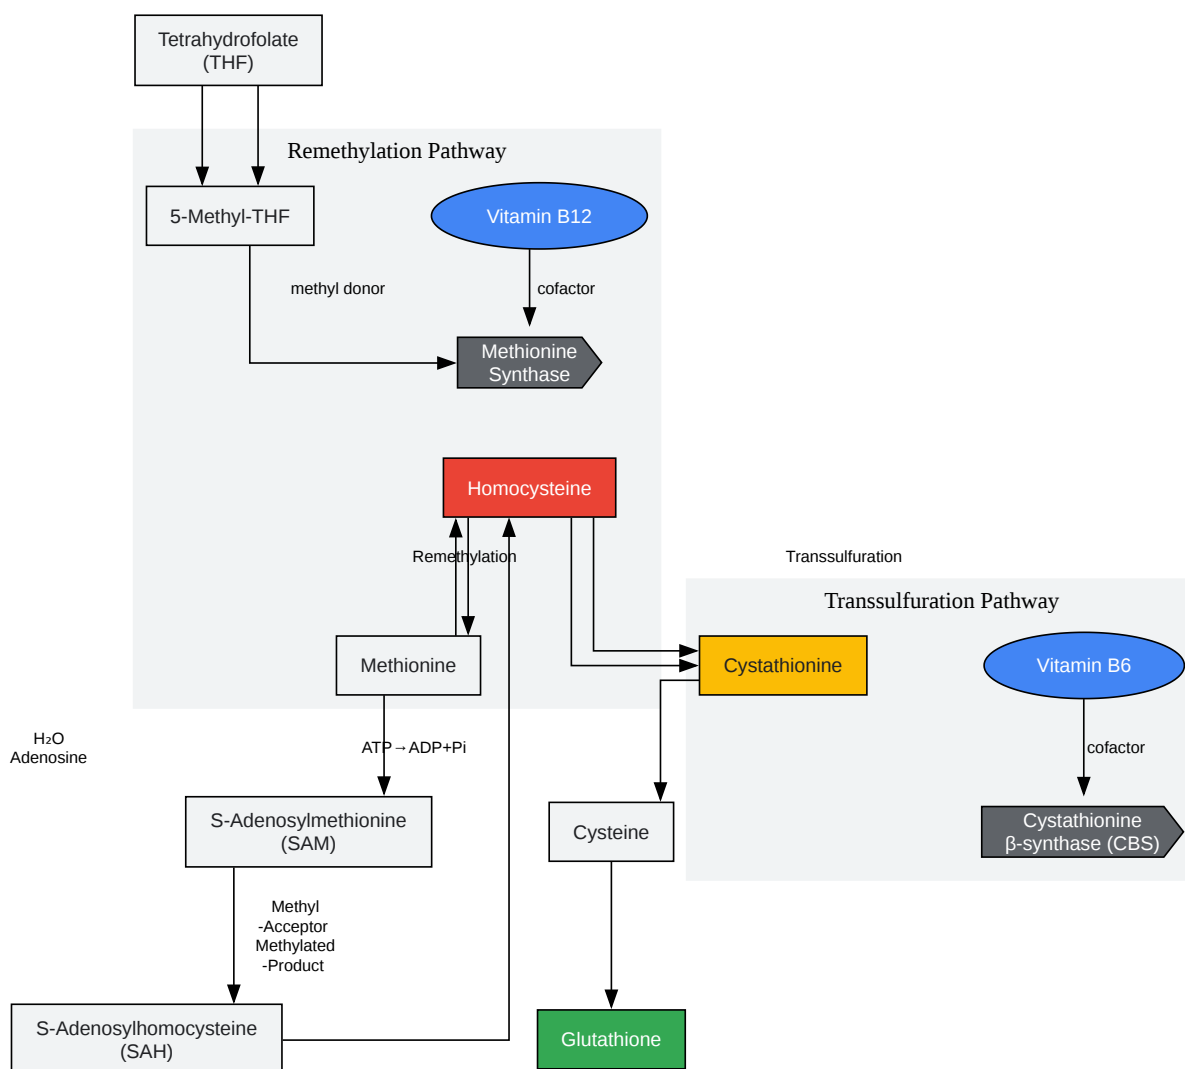 Tetrahydrofolate
(THF)
Remethylation Pathway
5-Methyl-THF
Vitamin B12
methyl donor
cofactor
Methionine
Synthase
Homocysteine
Remethylation
Transsulfuration
Transsulfuration Pathway
Methionine
Cystathionine
Vitamin B6
H₂O
Adenosine
ATP→ADP+Pi
cofactor
S-Adenosylmethionine
(SAM)
Cysteine
Cystathionine
β-synthase (CBS)
Methyl
-Acceptor
Methylated
-Product
S-Adenosylhomocysteine
(SAH)
Glutathione